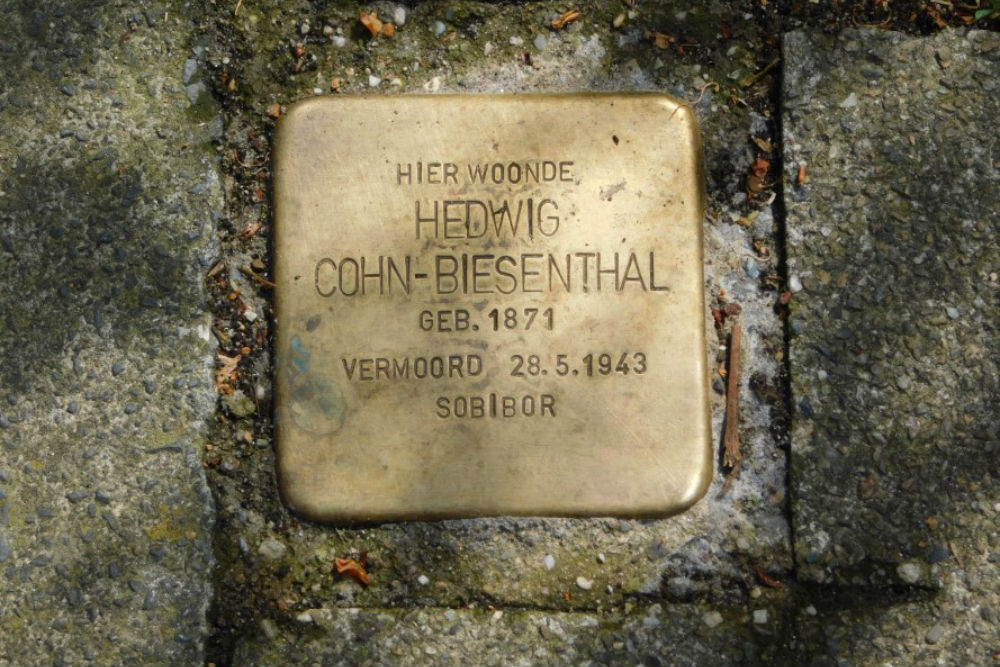 HIER WOONDE
HEDWIG
COHN-BIESENTHAL
GEB. 1871
VERMOORD 28.5.1943
SOBIBOR